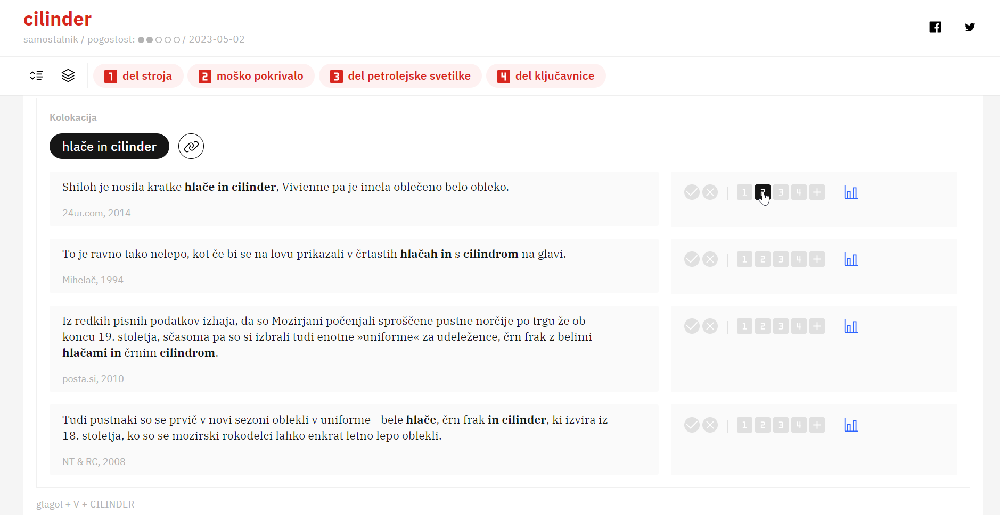 cilinder
samostalnik / pogostost: / 2023-05-02
1 del stroja 2 moško pokrivalo 3 del petrolejske svetilke 4 del ključavnice
Kolokacija
hlače in cilinder
Shiloh je nosila kratke hlače in cilinder, Vivienne pa je imela oblečeno belo obleko.
24ur.com, 2014
1 2 3 4 +
To je ravno tako nelepo, kot če bi se na lovu prikazali v črtastih hlačah in s cilindrom na glavi.
Mihelač, 1994
1 2 3 4 +
Iz redkih pisnih podatkov izhaja, da so Mozirjani počenjali sproščene pustne norčije po trgu že ob
koncu 19. stoletja, sčasoma pa so si izbrali tudi enotne »uniforme« za udeležence, črn frak z belimi
hlačami in črnim cilindrom.
posta.si, 2010
1 2 3 4 +
Tudi pustnaki so se prvič v novi sezoni oblekli v uniforme - bele hlače, črn frak in cilinder, ki izvira iz
18. stoletja, ko so se mozirski rokodelci lahko enkrat letno lepo oblekli.
NT & RC, 2008
1 2 3 4 +
glagol + V + CILINDER